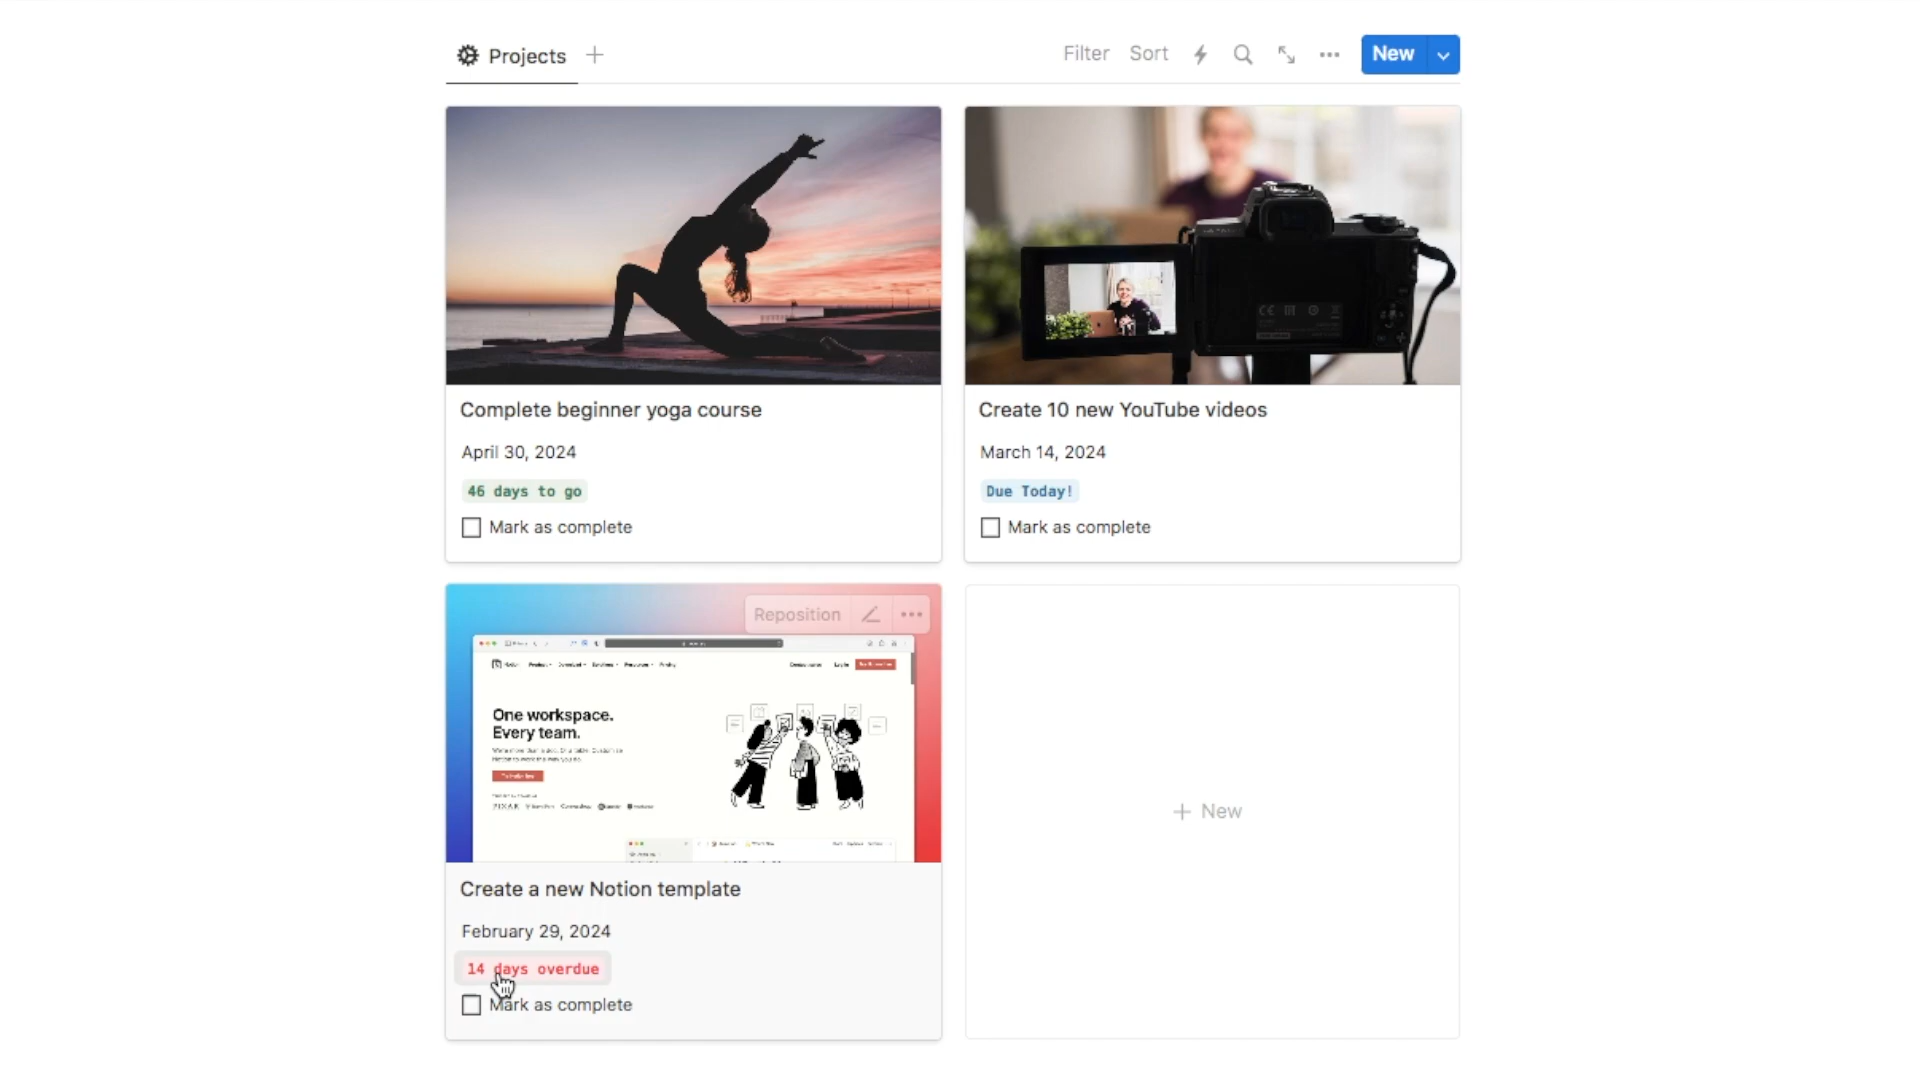 Projects
Filter Sort New
Complete beginner yoga course
April 30, 2024
46 days to go
Mark as complete
Create 10 new YouTube videos
March 14, 2024
Due Today!
Mark as complete
Reposition
Notion
One workspace.
Every team.
PIXAR
Create a new Notion template
February 29, 2024
14 days overdue
Mark as complete
New